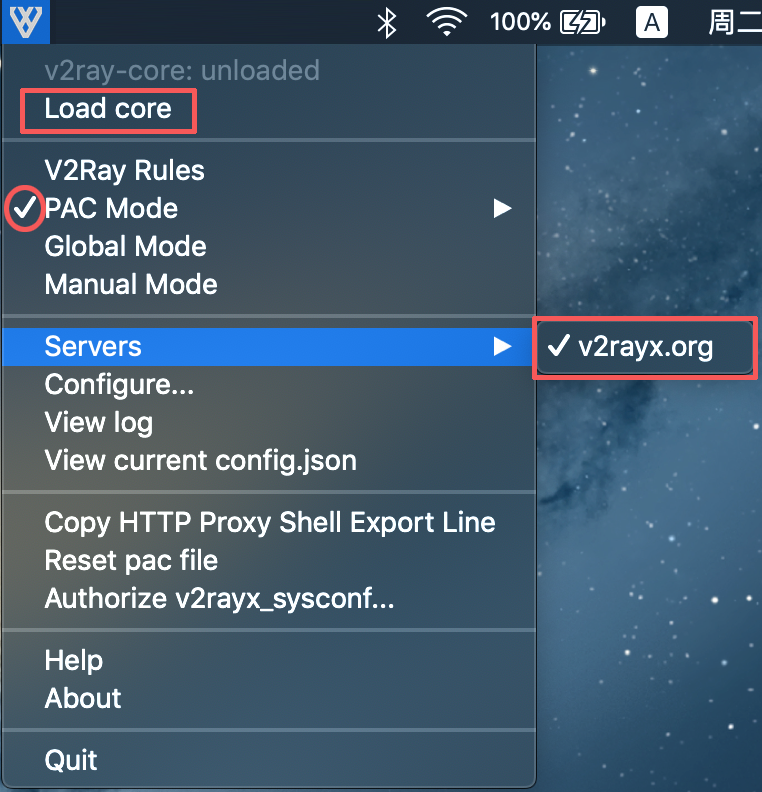 100%
A
周二
v2ray-core: unloaded
Load core
V2Ray Rules
PAC Mode
Global Mode
Manual Mode
Servers
v2rayx.org
Configure...
View log
View current config.json
Copy HTTP Proxy Shell Export Line
Reset pac file
Authorize v2rayx_sysconf...
Help
About
Quit